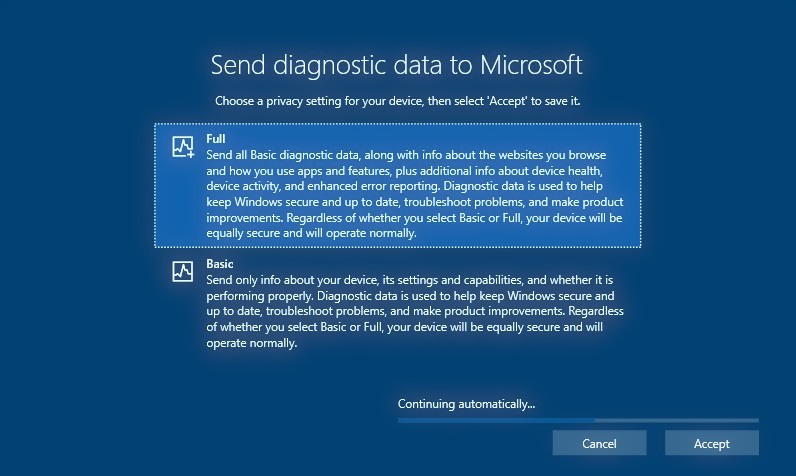 Send diagnostic data to Microsoft
Choose a privacy setting for your device, then select 'Accept' to save it.
Full
Send all Basic diagnostic data, along with info about the websites you browse
and how you use apps and features, plus additional info about device health,
device activity, and enhanced error reporting. Diagnostic data is used to help
keep Windows secure and up to date, troubleshoot problems, and make product
improvements. Regardless of whether you select Basic or Full, your device will be
equally secure and will operate normally.
Basic
Send only info about your device, its settings and capabilities, and whether it is
performing properly. Diagnostic data is used to help keep Windows secure and
up to date, troubleshoot problems, and make product improvements. Regardless
of whether you select Basic or Full, your device will be equally secure and will
operate normally.
Continuing automatically...
Cancel
Accept